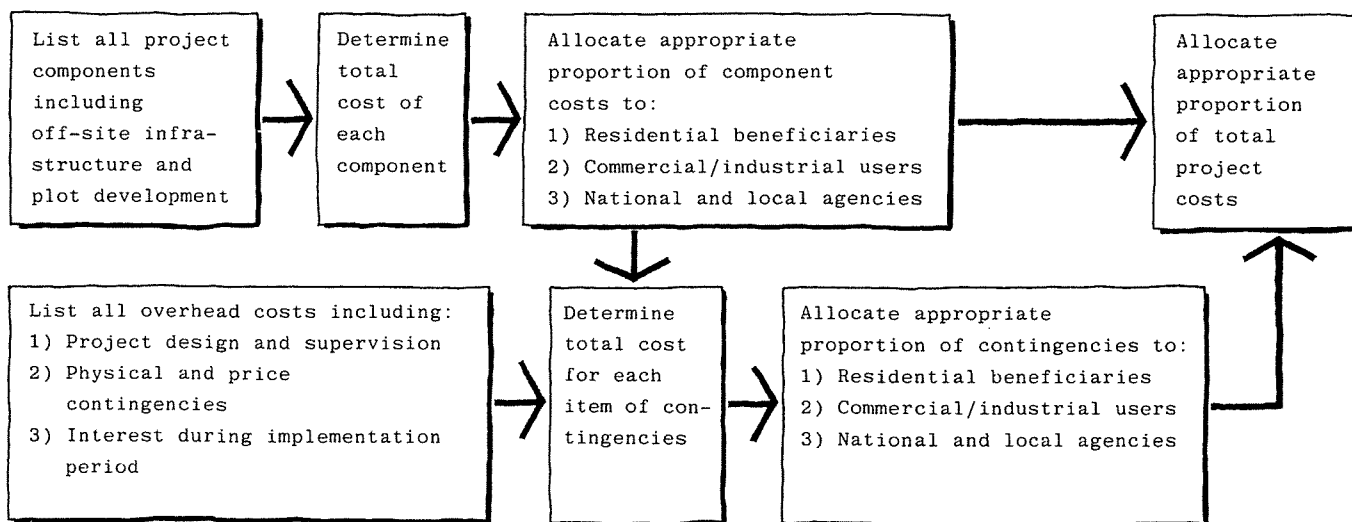 List all project
components
including
off-site infra-
structure and
plot development
Determine
total
cost of
each
component
Allocate appropriate
proportion of component
costs to:
1) Residential beneficiaries
2) Commercial/industrial users
3) National and local agencies
Allocate
appropriate
proportion
of total
project
costs
List all overhead costs including:
1) Project design and supervision
2) Physical and price
contingencies
3) Interest during implementation
period
Determine
total cost
for each
item of con-
tingencies
Allocate appropriate
proportion of contingencies to:
1) Residential beneficiaries
2) Commercial/industrial users
3) National and local agencies